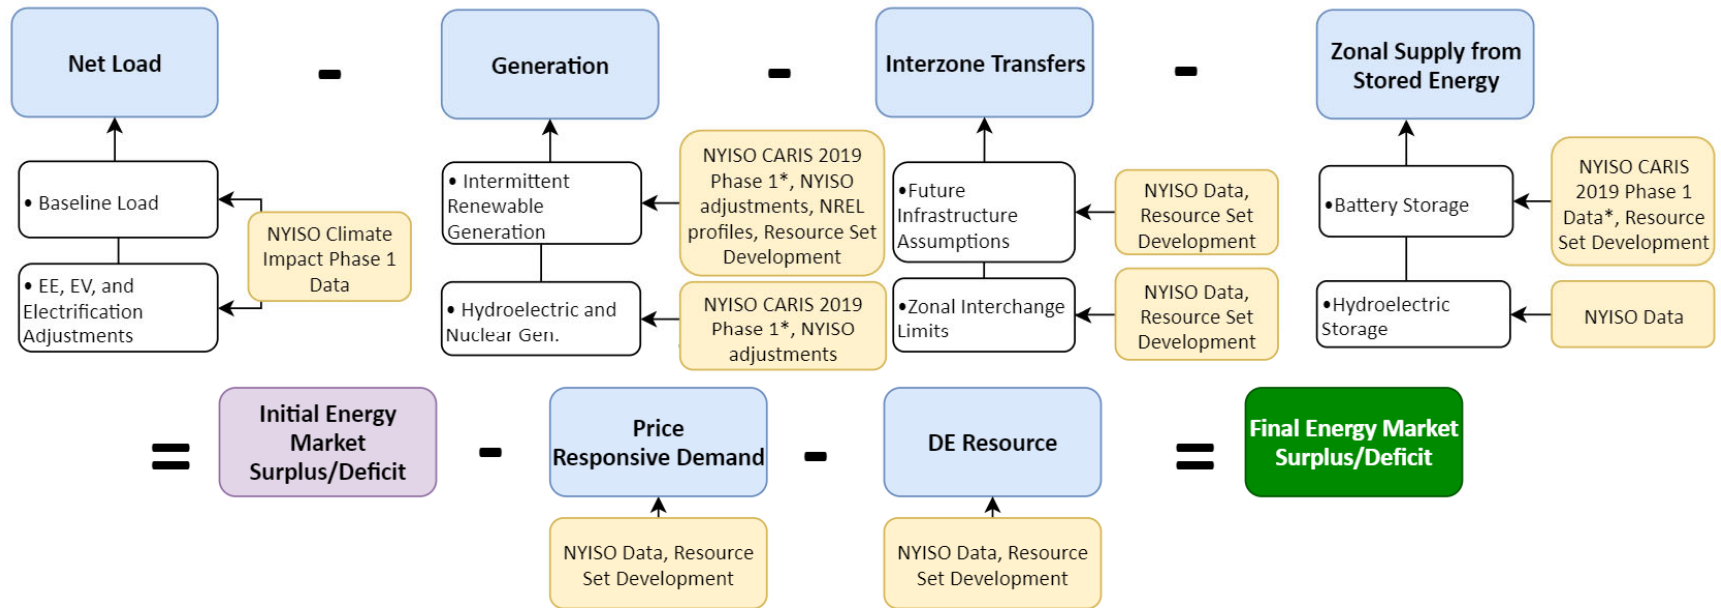 Net Load
-
Generation
-
Interzone Transfers
-
Zonal Supply from
Stored Energy
• Baseline Load
• EE, EV, and
Electrification
Adjustments
NYISO Climate
Impact Phase 1
Data
• Intermittent
Renewable
Generation
• Hydroelectric and
Nuclear Gen.
NYISO CARIS 2019
Phase 1*, NYISO
adjustments, NREL
profiles, Resource Set
Development
NYISO CARIS 2019
Phase 1*, NYISO
adjustments
•Future
Infrastructure
Assumptions
•Zonal Interchange
Limits
NYISO Data,
Resource Set
Development
NYISO Data,
Resource Set
Development
•Battery Storage
•Hydroelectric
Storage
NYISO CARIS
2019 Phase 1
Data*, Resource
Set Development
NYISO Data
=
Initial Energy
Market
Surplus/Deficit
-
Price
Responsive Demand
-
DE Resource
=
Final Energy Market
Surplus/Deficit
NYISO Data, Resource
Set Development
NYISO Data, Resource
Set Development